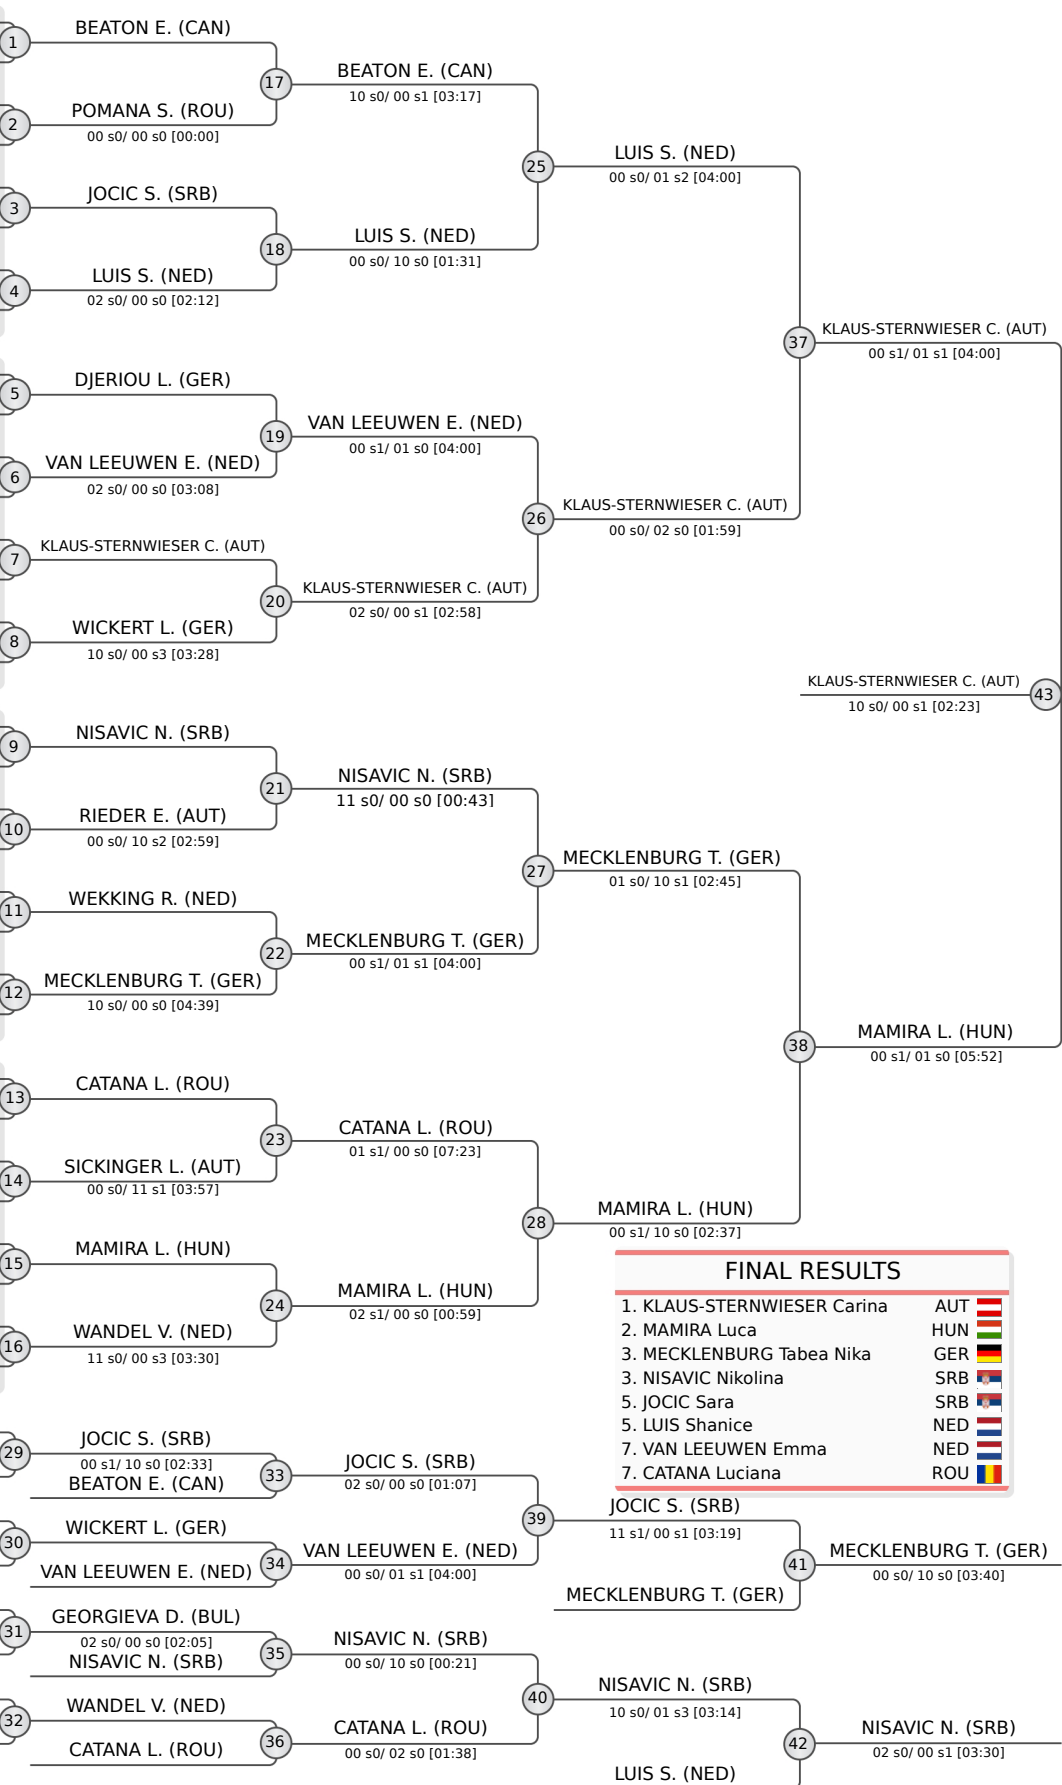 1
BEATON E. (CAN)
17
BEATON E. (CAN)
10 s0/ 00 s1 [03:17]
2
POMANA S. (ROU)
00 s0/ 00 s0 [00:00]
25
LUIS S. (NED)
00 s0/ 01 s2 [04:00]
3
JOCIC S. (SRB)
18
LUIS S. (NED)
00 s0/ 10 s0 [01:31]
4
LUIS S. (NED)
02 s0/ 00 s0 [02:12]
37
KLAUS-STERNWIESER C. (AUT)
00 s1/ 01 s1 [04:00]
5
DJERIOU L. (GER)
19
VAN LEEUWEN E. (NED)
00 s1/ 01 s0 [04:00]
6
VAN LEEUWEN E. (NED)
02 s0/ 00 s0 [03:08]
26
KLAUS-STERNWIESER C. (AUT)
00 s0/ 02 s0 [01:59]
7
KLAUS-STERNWIESER C. (AUT)
20
KLAUS-STERNWIESER C. (AUT)
02 s0/ 00 s1 [02:58]
8
WICKERT L. (GER)
10 s0/ 00 s3 [03:28]
KLAUS-STERNWIESER C. (AUT)
43
10 s0/ 00 s1 [02:23]
9
NISAVIC N. (SRB)
21
NISAVIC N. (SRB)
11 s0/ 00 s0 [00:43]
10
RIEDER E. (AUT)
00 s0/ 10 s2 [02:59]
27
MECKLENBURG T. (GER)
01 s0/ 10 s1 [02:45]
11
WEKKING R. (NED)
22
MECKLENBURG T. (GER)
00 s1/ 01 s1 [04:00]
12
MECKLENBURG T. (GER)
10 s0/ 00 s0 [04:39]
38
MAMIRA L. (HUN)
00 s1/ 01 s0 [05:52]
13
CATANA L. (ROU)
23
CATANA L. (ROU)
01 s1/ 00 s0 [07:23]
14
SICKINGER L. (AUT)
00 s0/ 11 s1 [03:57]
28
MAMIRA L. (HUN)
00 s1/ 10 s0 [02:37]
15
MAMIRA L. (HUN)
24
MAMIRA L. (HUN)
02 s1/ 00 s0 [00:59]
16
WANDEL V. (NED)
11 s0/ 00 s3 [03:30]
FINAL RESULTS
1. KLAUS-STERNWIESER Carina AUT
2. MAMIRA Luca HUN
3. MECKLENBURG Tabea Nika GER
3. NISAVIC Nikolina SRB
5. JOCIC Sara SRB
5. LUIS Shanice NED
7. VAN LEEUWEN Emma NED
7. CATANA Luciana ROU
29
JOCIC S. (SRB)
00 s1/ 10 s0 [02:33]
BEATON E. (CAN)
33
JOCIC S. (SRB)
02 s0/ 00 s0 [01:07]
30
WICKERT L. (GER)
VAN LEEUWEN E. (NED)
34
VAN LEEUWEN E. (NED)
00 s0/ 01 s1 [04:00]
39
JOCIC S. (SRB)
11 s1/ 00 s1 [03:19]
MECKLENBURG T. (GER)
41
MECKLENBURG T. (GER)
00 s0/ 10 s0 [03:40]
31
GEORGIEVA D. (BUL)
02 s0/ 00 s0 [02:05]
NISAVIC N. (SRB)
35
NISAVIC N. (SRB)
00 s0/ 10 s0 [00:21]
32
WANDEL V. (NED)
CATANA L. (ROU)
36
CATANA L. (ROU)
00 s0/ 02 s0 [01:38]
40
NISAVIC N. (SRB)
10 s0/ 01 s3 [03:14]
LUIS S. (NED)
42
NISAVIC N. (SRB)
02 s0/ 00 s1 [03:30]